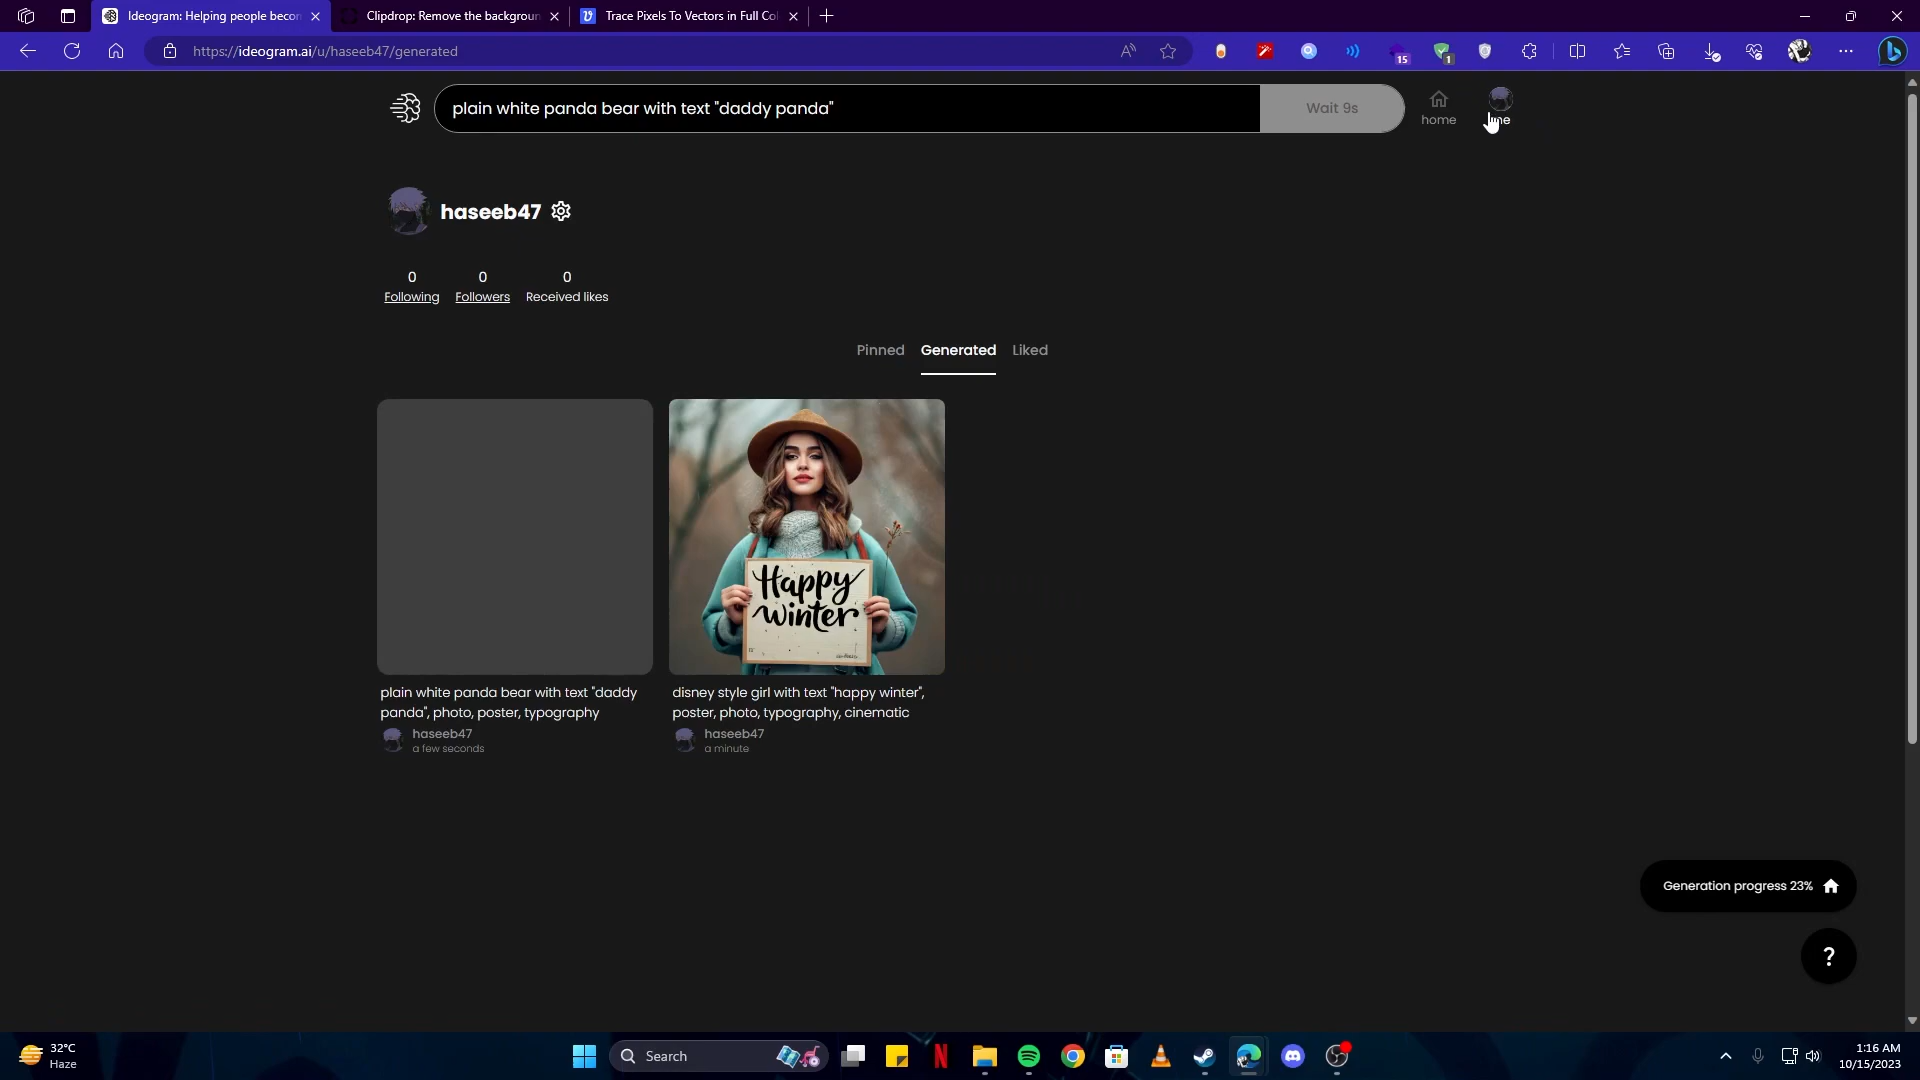 Ideogram: Helping people becom
Clipdrop: Remove the backgroun
Trace Pixels To Vectors in Full Col
https://ideogram.ai/u/haseeb47/generated
15
1
plain white panda bear with text "daddy panda"
Wait 9s
home
me
haseeb47
0 0 0
Following Followers Received likes
Pinned Generated Liked
Happy
winter
plain white panda bear with text "daddy
panda", photo, poster, typography
haseeb47
a few seconds
disney style girl with text "happy winter",
poster, photo, typography, cinematic
haseeb47
a minute
Generation progress 23%
?
32°C
Haze
Search
1:16 AM
10/15/2023